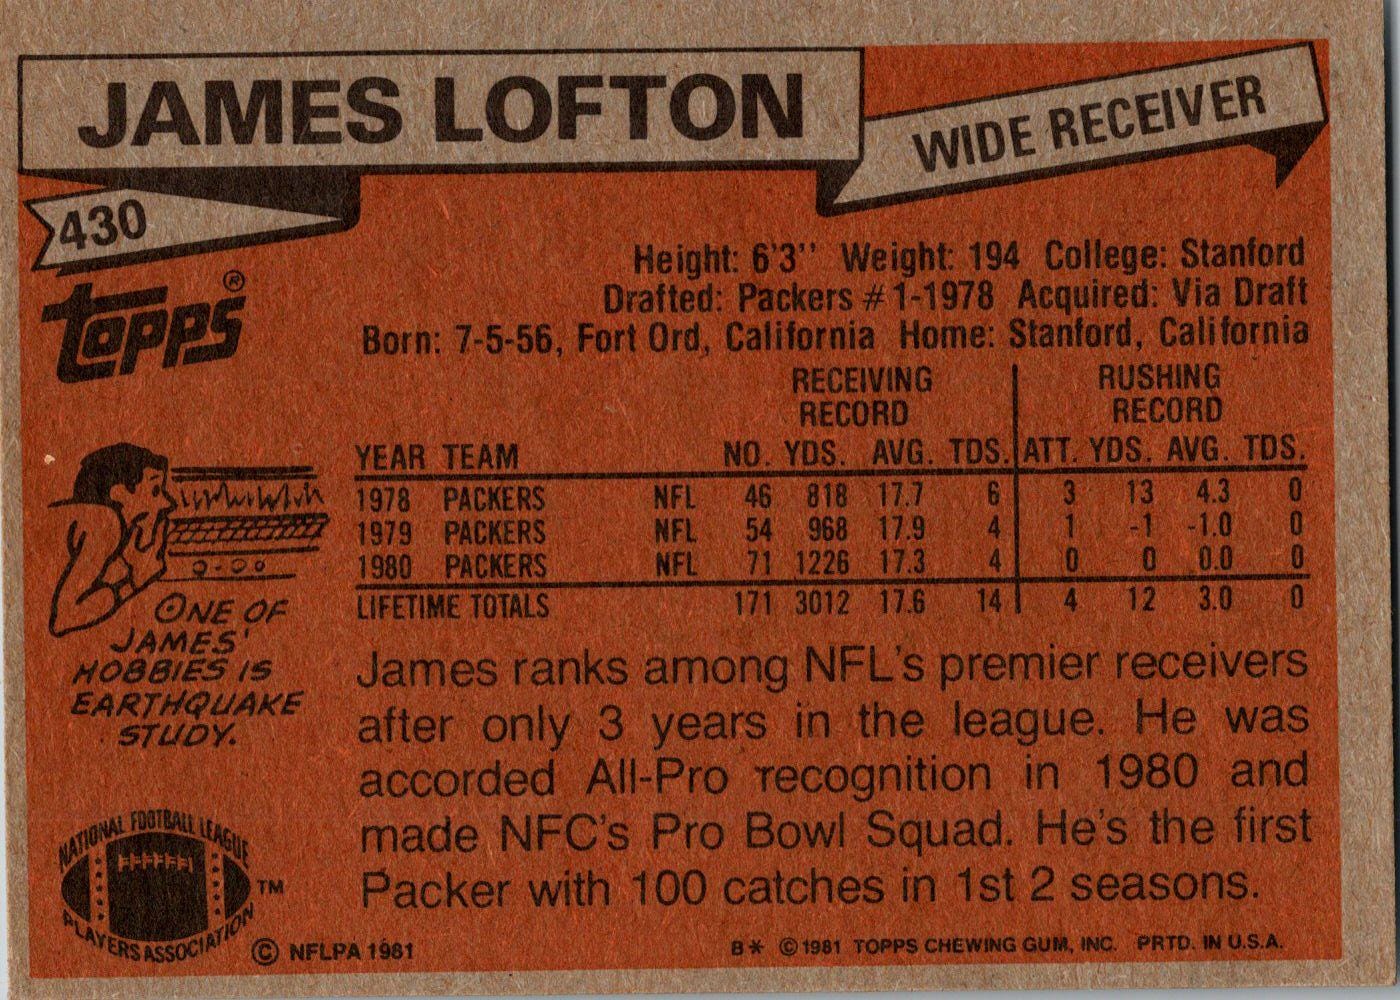 JAMES LOFTON
WIDE RECEIVER
430
TOPPS®
Height: 6'3'' Weight: 194 College: Stanford
Drafted: Packers #1-1978 Acquired: Via Draft
Born: 7-5-56, Fort Ord, California Home: Stanford, California
RECEIVING RECORD RUSHING RECORD
YEAR TEAM NO. YDS. AVG. TDS. ATT. YDS. AVG. TDS.
1978 PACKERS NFL 46 818 17.7 6 3 13 4.3 0
1979 PACKERS NFL 54 968 17.9 4 1 -1 -1.0 0
1980 PACKERS NFL 71 1226 17.3 4 0 0 0.0 0
LIFETIME TOTALS 171 3012 17.6 14 4 12 3.0 0
ONE OF
JAMES'
HOBBIES IS
EARTHQUAKE
STUDY.
James ranks among NFL's premier receivers
after only 3 years in the league. He was
accorded All-Pro recognition in 1980 and
made NFC's Pro Bowl Squad. He's the first
Packer with 100 catches in 1st 2 seasons.
NATIONAL FOOTBALL LEAGUE
PLAYERS ASSOCIATION
TM
© NFLPA 1981
B* ©1981 TOPPS CHEWING GUM, INC. PRTD. IN U.S.A.